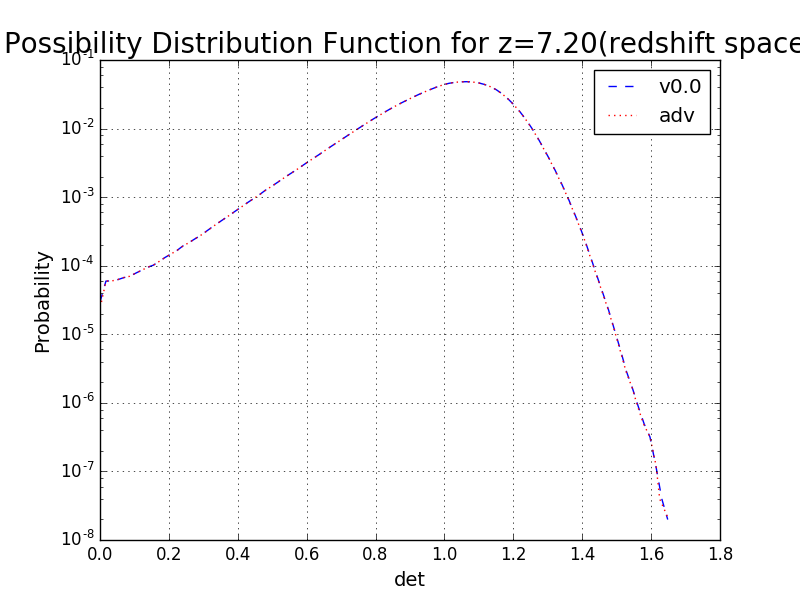 Possibility Distribution Function for z=7.20(redshift space
10^-1
10^-2
10^-3
10^-4
10^-5
10^-6
10^-7
10^-8
Probability
v0.0
adv
0.0 0.2 0.4 0.6 0.8 1.0 1.2 1.4 1.6 1.8
det